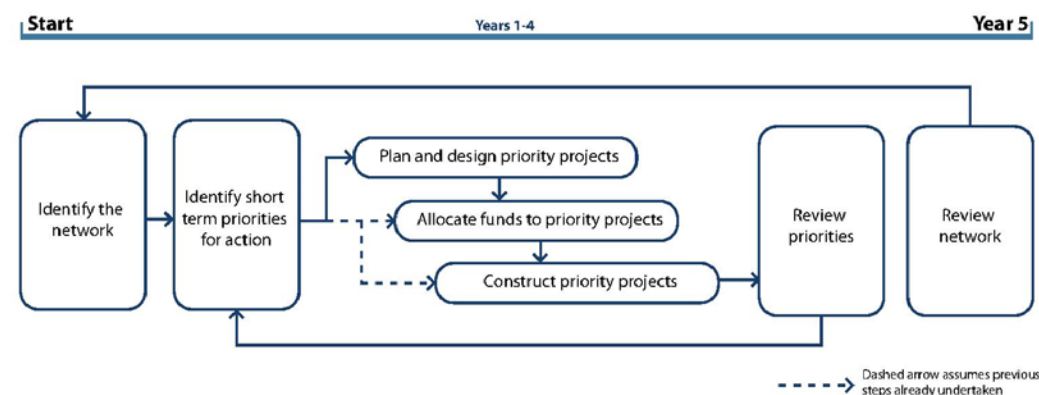 Start
Years 1-4
Year 5
Identify the
network
Identify short
term priorities
for action
Plan and design priority projects
Allocate funds to priority projects
Construct priority projects
Review
priorities
Review
network
Dashed arrow assumes previous
steps already undertaken